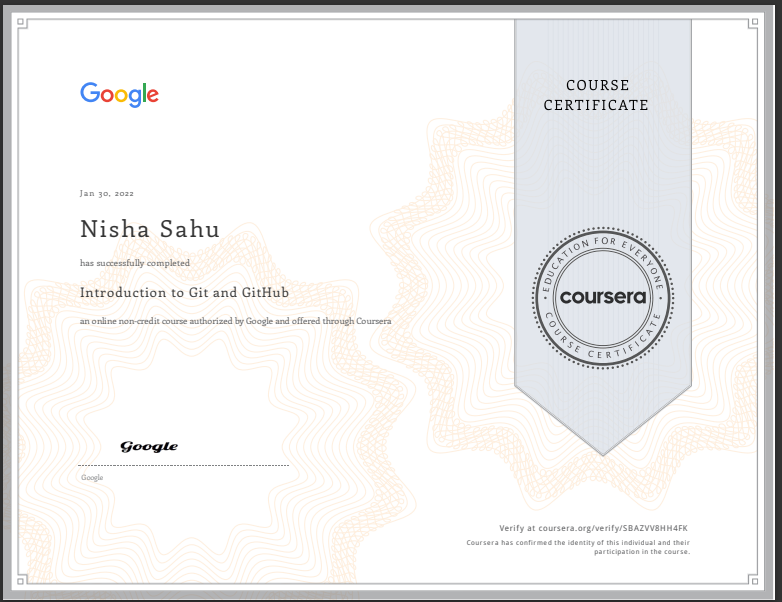 Google
COURSE
CERTIFICATE
Jan 30, 2022
Nisha Sahu
has successfully completed
Introduction to Git and GitHub
an online non-credit course authorized by Google and offered through Coursera
EDUCATION FOR EVERYONE
coursera
COURSE CERTIFICATE
Google
Google
Verify at coursera.org/verify/SBAZVV8HH4FK
Coursera has confirmed the identity of this individual and their
participation in the course.